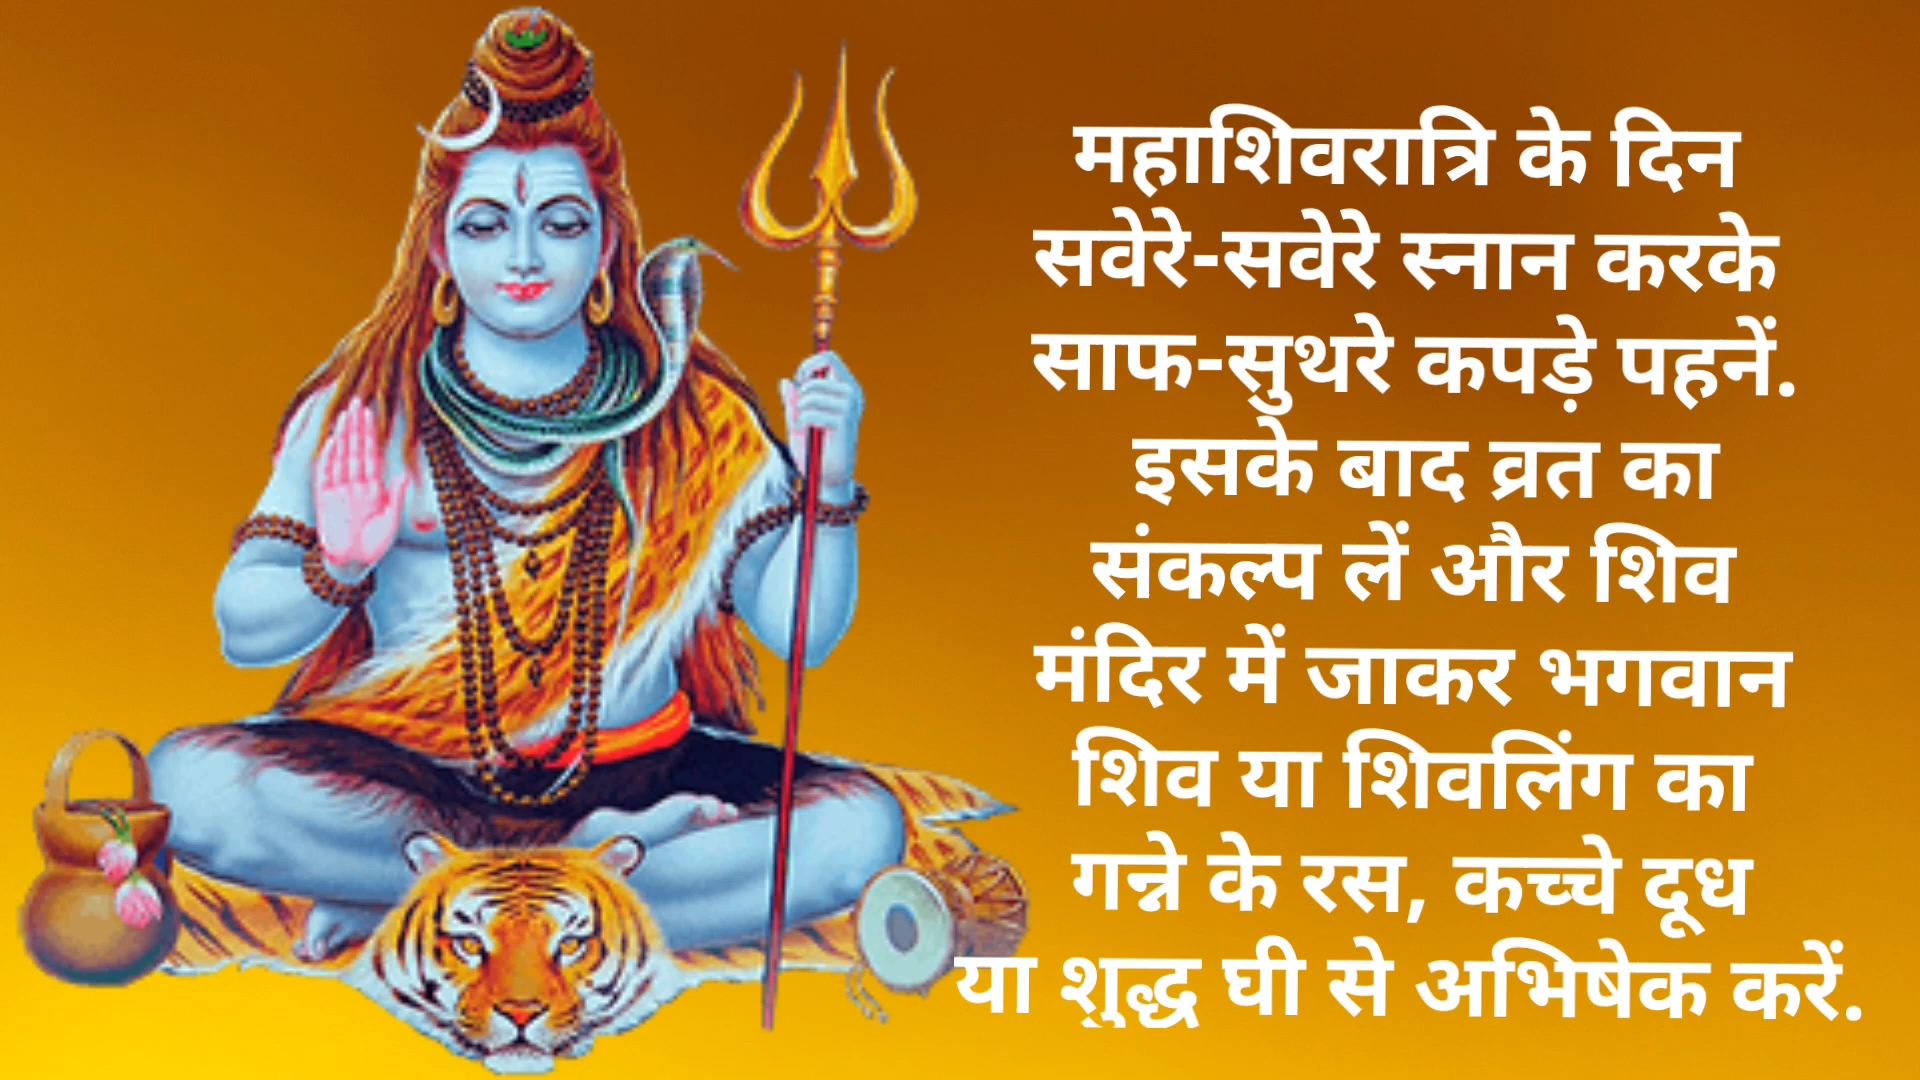 महाशिवरात्रि के दिन
सवेरे-सवेरे स्नान करके
साफ-सुथरे कपड़े पहनें.
इसके बाद व्रत का
संकल्प लें और शिव
मंदिर में जाकर भगवान
शिव या शिवलिंग का
गन्ने के रस, कच्चे दूध
या शुद्ध घी से अभिषेक करें.